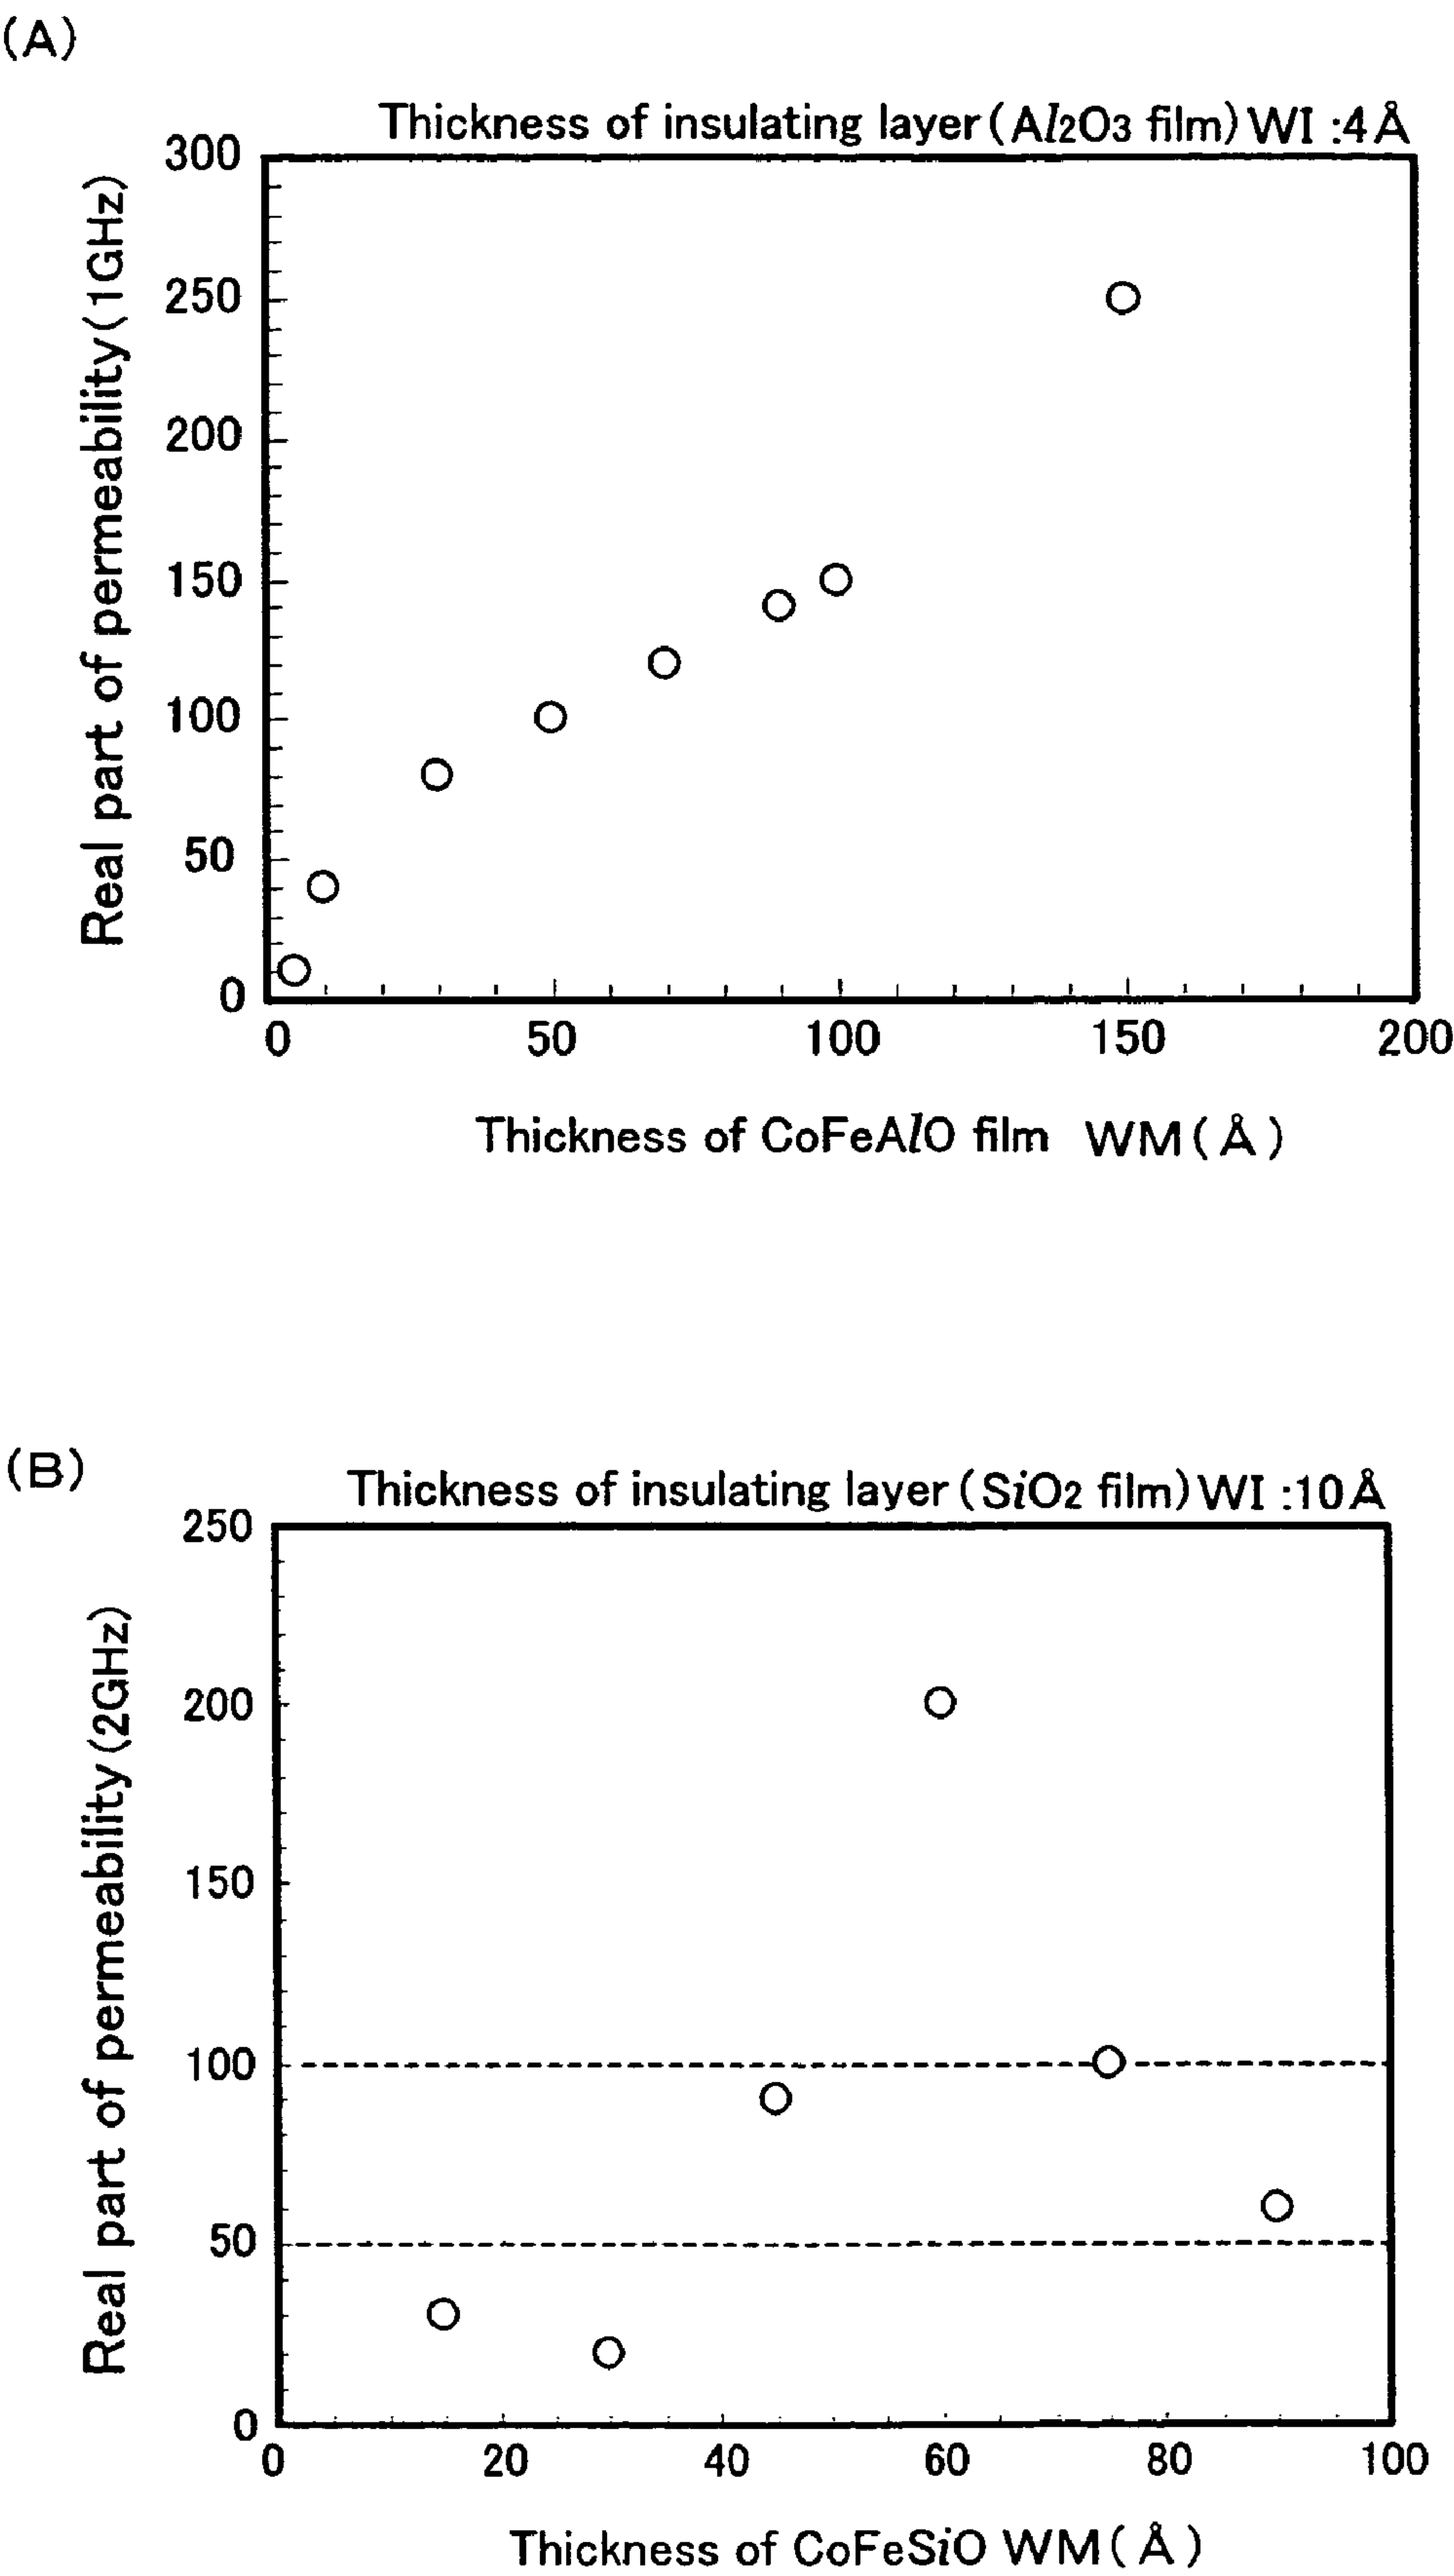 (A)
Thickness of insulating layer (Al2O3 film) WI :4Å
Real part of permeability (1GHz)
300
250
200
150
100
50
0
0 50 100 150 200
Thickness of CoFeAlO film WM (Å)
(B)
Thickness of insulating layer (SiO2 film) WI :10Å
Real part of permeability (2GHz)
250
200
150
100
50
0
0 20 40 60 80 100
Thickness of CoFeSiO WM (Å)